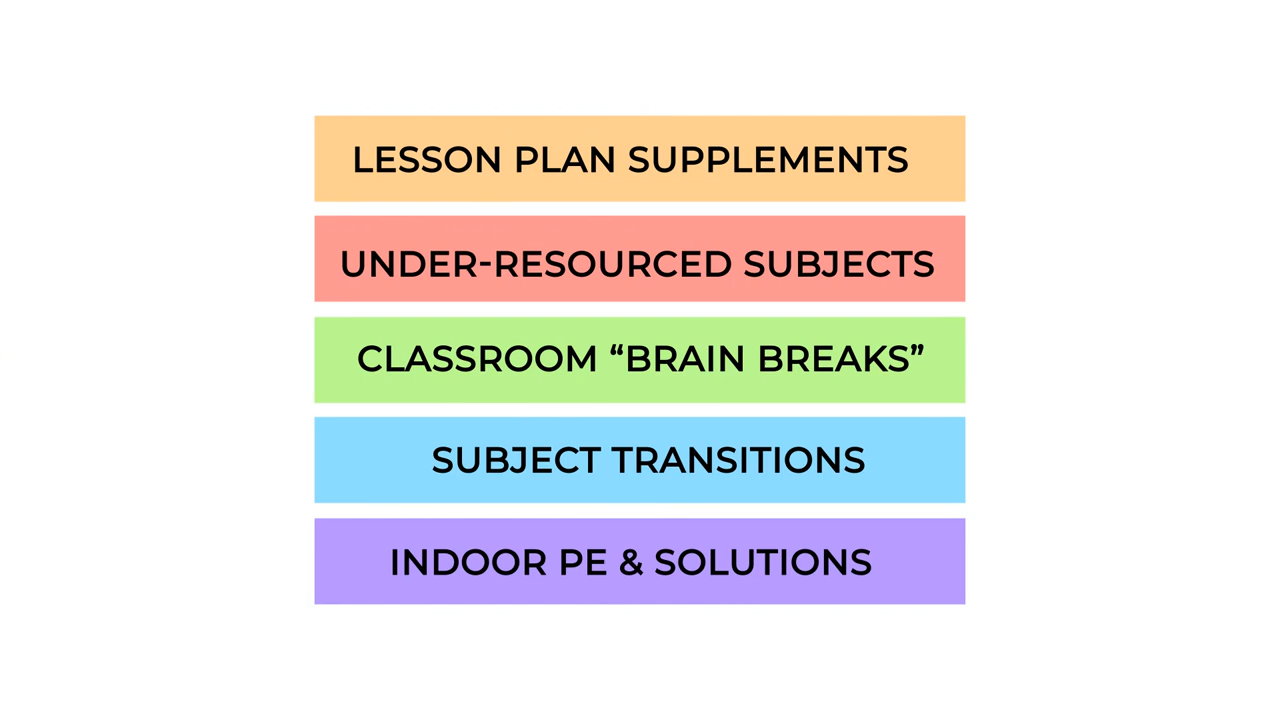 LESSON PLAN SUPPLEMENTS
UNDER-RESOURCED SUBJECTS
CLASSROOM “BRAIN BREAKS”
SUBJECT TRANSITIONS
INDOOR PE & SOLUTIONS